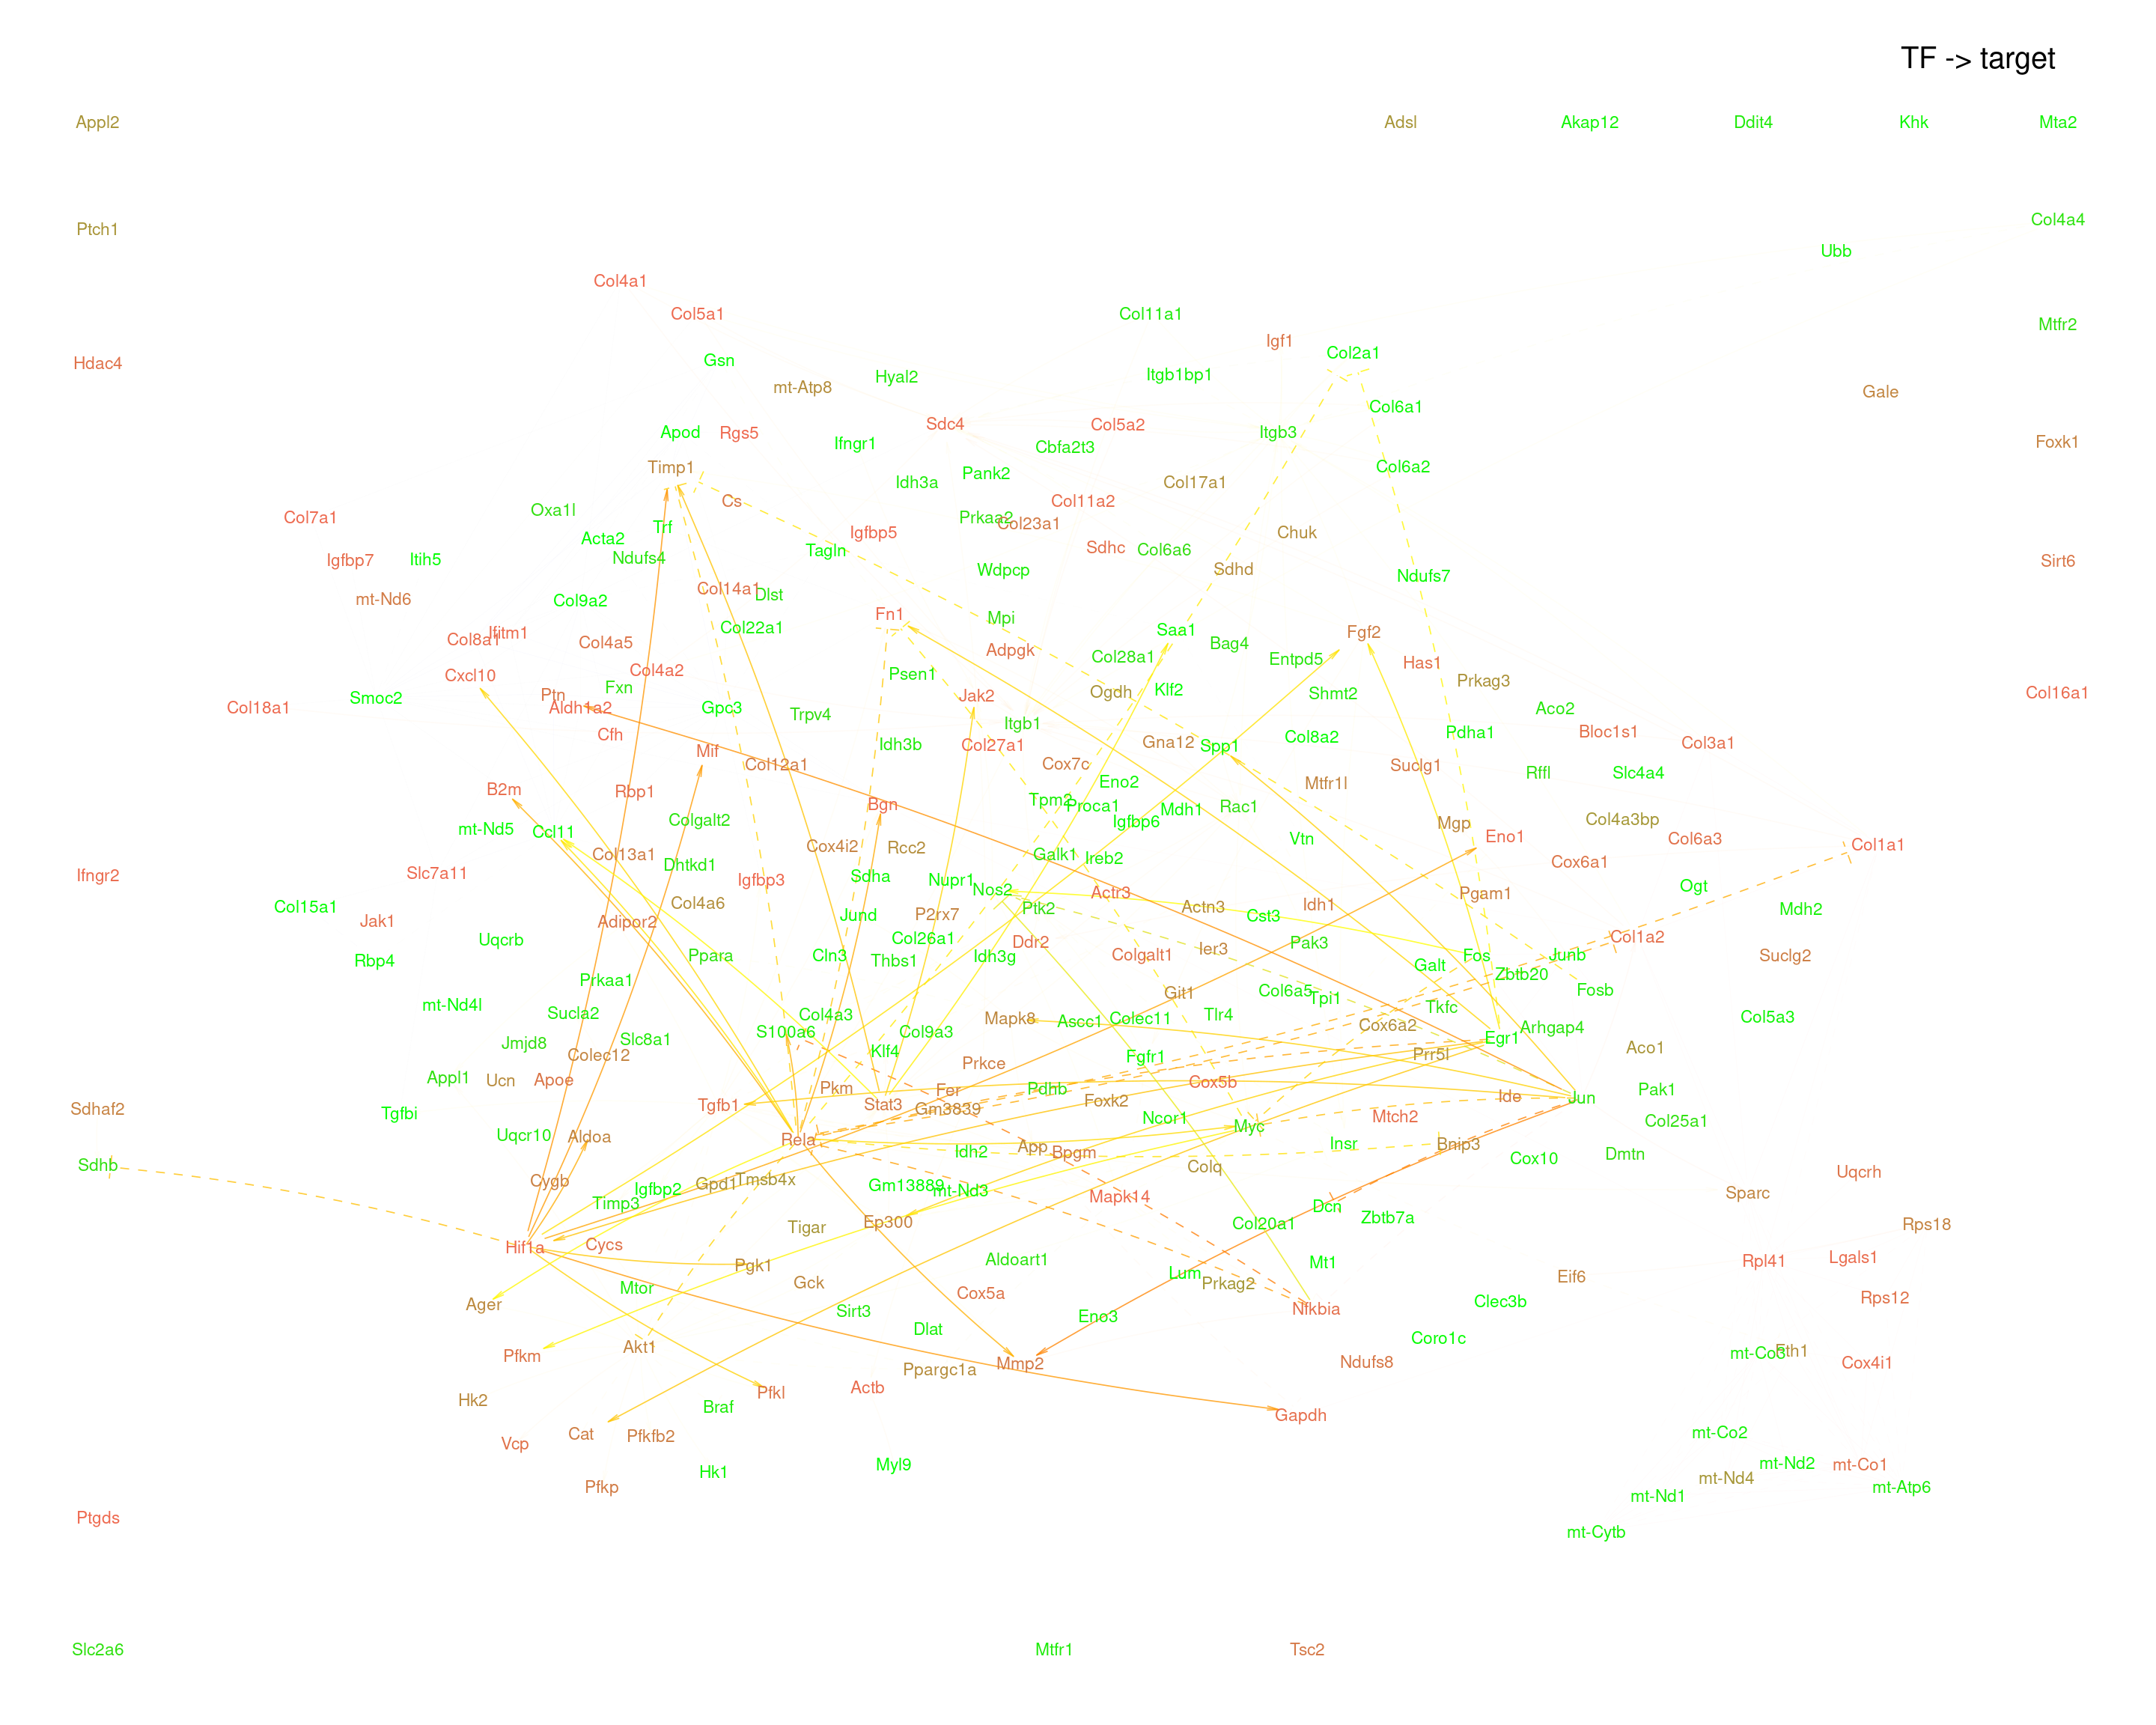 TF -> target
Appl2
Adsl
Akap12
Ddit4
Khk
Mta2
Col4a4
Ptch1
Ubb
Col4a1
Col5a1
Col11a1
Mtfr2
Igf1
Col2a1
Gsn
Hdac4
Hyal2
Itgb1bp1
mt-Atp8
Gale
Col6a1
Sdc4
Col5a2
Apod
Rgs5
Itgb3
Ifngr1
Cbfa2t3
Foxk1
Timp1
Col6a2
Pank2
Idh3a
Col17a1
Cs
Col11a2
Oxa1l
Col7a1
Prkaa2
Col23a1
Trf
Igfbp5
Chuk
Acta2
Sdhc
Col6a6
Tagln
Ndufs4
Igfbp7
Itih5
Sirt6
Wdpcp
Sdhd
Ndufs7
Col14a1
Dlst
mt-Nd6
Col9a2
Fn1
Mpi
Col22a1
Saa1
Ifitm1
Fgf2
Col8a1
Col4a5
Bag4
Adpgk
Col28a1
Entpd5
Has1
Col4a2
Cxcl10
Psen1
Prkag3
Fxn
Klf2
Ogdh
Shmt2
Col16a1
Ptn
Jak2
Smoc2
Col18a1
Aldh1a2
Gpc3
Aco2
Trpv4
Itgb1
Cfh
Pdha1
Bloc1s1
Col8a2
Gna12
Col3a1
Idh3b
Col27a1
Spp1
Mif
Col12a1
Cox7c
Suclg1
Rffl
Slc4a4
Eno2
Mtfr1l
B2m
Rbp1
Tpm2
Proca1
Bgn
Rac1
Mdh1
Colgalt2
Igfbp6
Col4a3bp
Mgp
mt-Nd5
Ccl11
Eno1
Vtn
Col6a3
Col1a1
Cox4i2
Rcc2
Col13a1
Galk1
Ireb2
Cox6a1
Dhtkd1
Slc7a11
Ifngr2
Sdha
Igfbp3
Nupr1
Ogt
Nos2
Actr3
Pgam1
Col4a6
Idh1
Col15a1
Actn3
Ptk2
Mdh2
Jund
P2rx7
Cst3
Jak1
Adipor2
Col1a2
Col26a1
Uqcrb
Ddr2
Pak3
Ier3
Colgalt1
Ppara
Cln3
Idh3g
Fos
Junb
Suclg2
Rbp4
Thbs1
Galt
Zbtb20
Prkaa1
Col6a5
Fosb
Git1
Tpi1
mt-Nd4l
Tkfc
Sucla2
Col4a3
Tlr4
Mapk8
Ascc1
Colec11
Col5a3
Cox6a2
Arhgap4
S100a6
Col9a3
Slc8a1
Egr1
Jmjd8
Aco1
Klf4
Colec12
Fgfr1
Prr5l
Prkce
Appl1
Ucn
Apoe
Cox5b
Pkm
Fer
Pdhb
Pak1
Ide
Jun
Foxk2
Tgfb1
Stat3
Sdhaf2
Gm3839
Tgfbi
Mtch2
Ncor1
Col25a1
Myc
Uqcr10
Aldoa
Rela
Insr
Bnip3
App
Idh2
Bpgm
Dmtn
Cox10
Sdhb
Colq
Uqcrh
Cygb
Gpd1
Tmsb4x
Gm13889
Igfbp2
mt-Nd3
Sparc
Mapk14
Timp3
Dcn
Zbtb7a
Ep300
Col20a1
Rps18
Tigar
Hif1a
Cycs
Lgals1
Aldoart1
Mt1
Rpl41
Pgk1
Lum
Eif6
Gck
Prkag2
Mtor
Cox5a
Rps12
Clec3b
Ager
Nfkbia
Sirt3
Eno3
Dlat
Coro1c
Akt1
mt-Co3
Fth1
Pfkm
Mmp2
Ndufs8
Cox4i1
Ppargc1a
Actb
Pfkl
Hk2
Braf
Gapdh
Cat
Pfkfb2
mt-Co2
Vcp
Myl9
mt-Nd2
mt-Co1
Hk1
mt-Nd4
Pfkp
mt-Atp6
mt-Nd1
Ptgds
mt-Cytb
Slc2a6
Mtfr1
Tsc2